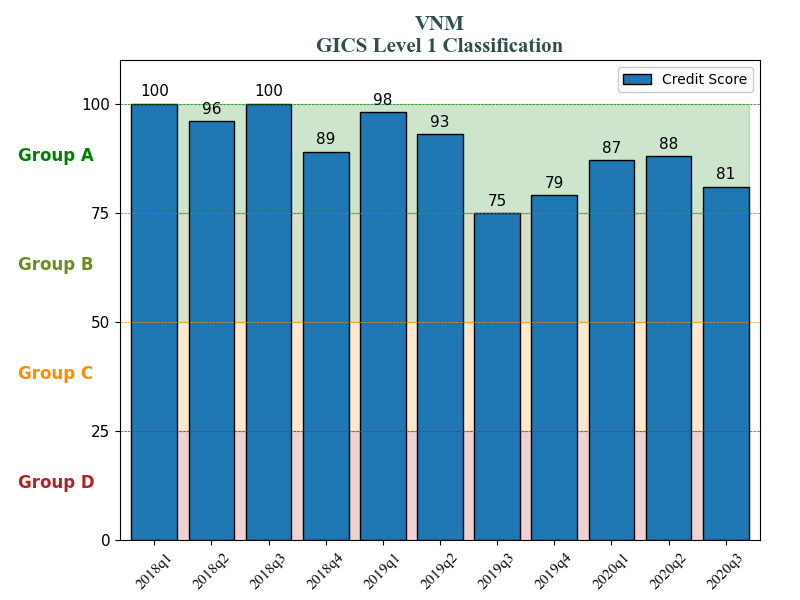 VNM
GICS Level 1 Classification
Credit Score
100
96
100
89
98
93
75
79
87
88
81
100
75
50
25
0
Group A
Group B
Group C
Group D
2018q1
2018q2
2018q3
2018q4
2019q1
2019q2
2019q3
2019q4
2020q1
2020q2
2020q3